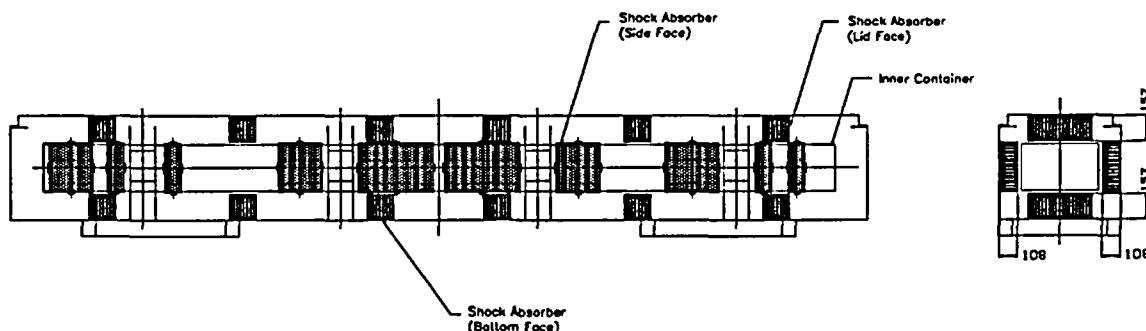 Shock Absorber
(Side Face)
Shock Absorber
(Lid Face)
Inner Container
Shock Absorber
(Bottom Face)
157
157
108
108